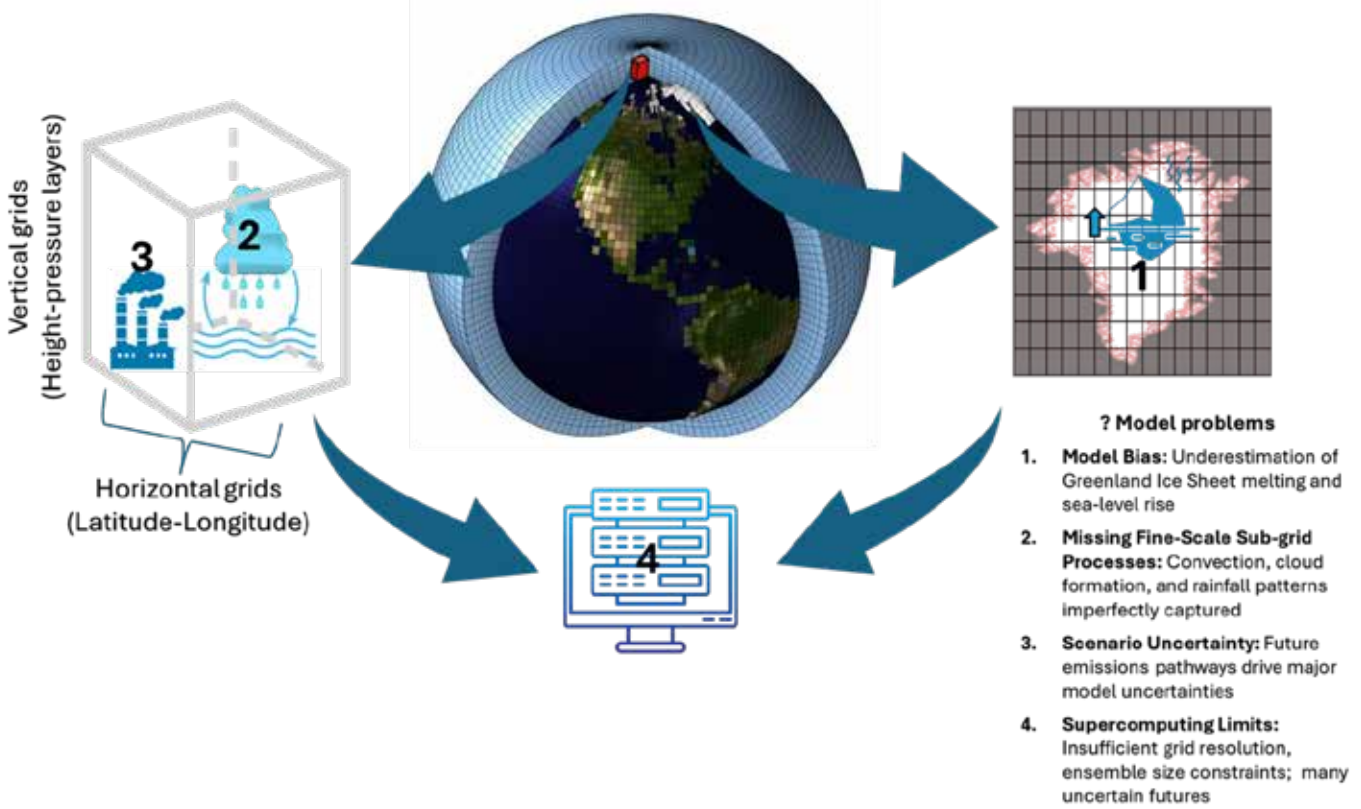 Vertical grids
(Height-pressure layers)
3
2
1
Horizontal grids
(Latitude-Longitude)
4
? Model problems
1. Model Bias: Underestimation of
Greenland Ice Sheet melting and
sea-level rise
2. Missing Fine-Scale Sub-grid
Processes: Convection, cloud
formation, and rainfall patterns
imperfectly captured
3. Scenario Uncertainty: Future
emissions pathways drive major
model uncertainties
4. Supercomputing Limits:
Insufficient grid resolution,
ensemble size constraints; many
uncertain futures